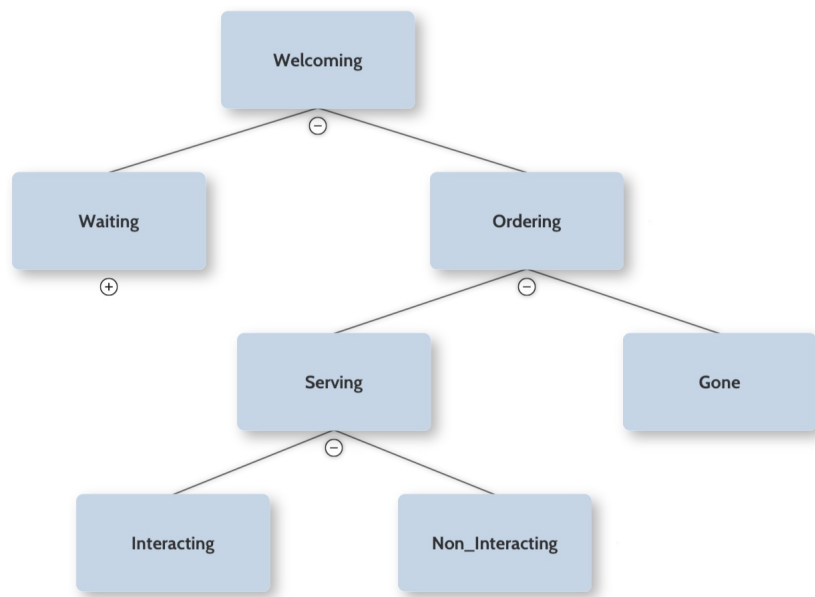 Welcoming
Waiting
Ordering
Serving
Gone
Interacting
Non_Interacting